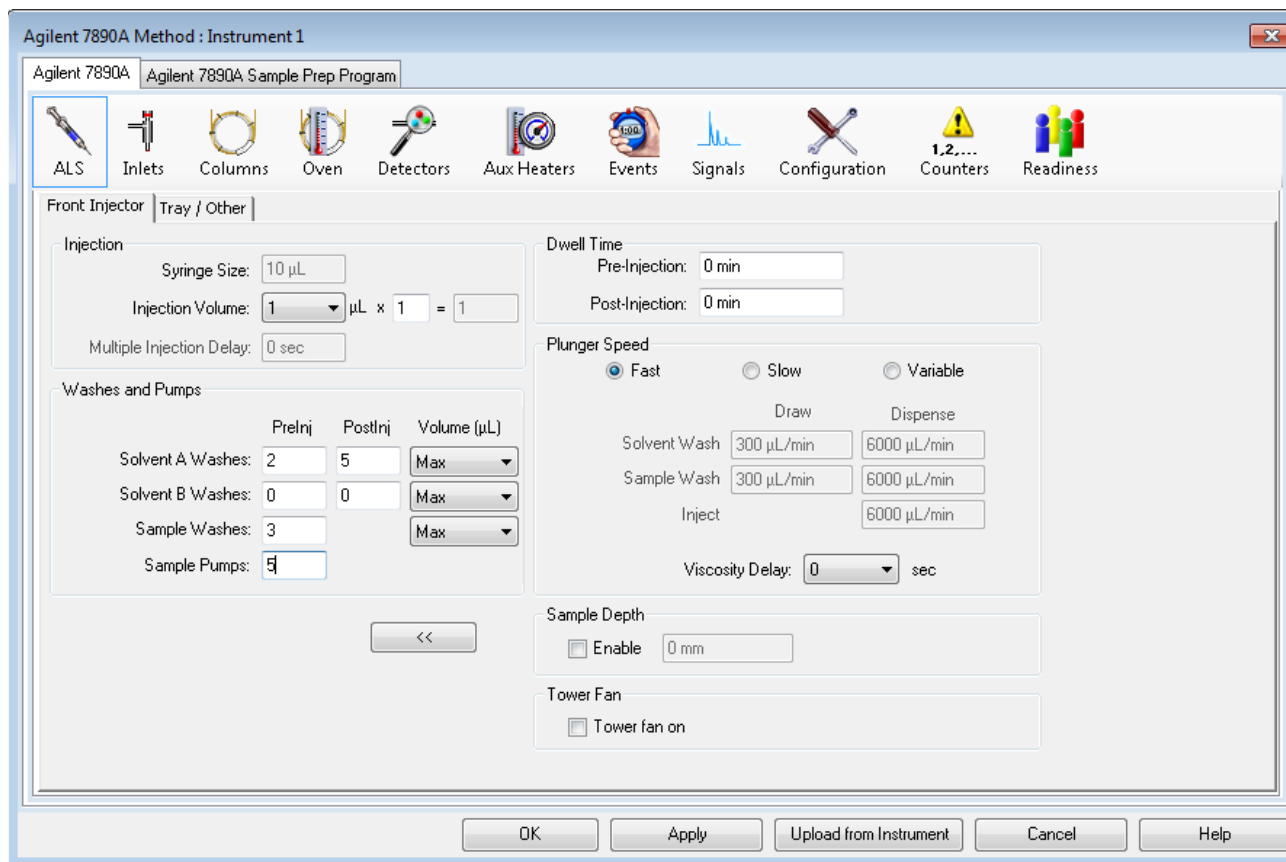 Agilent 7890A Method : Instrument 1
Agilent 7890A Agilent 7890A Sample Prep Program
1:00
1,2,...
ALS Inlets Columns Oven Detectors Aux Heaters Events Signals Configuration Counters Readiness
Front Injector Tray / Other
Injection
Syringe Size: 10 µL
Injection Volume: 1 µL x 1 = 1
Multiple Injection Delay: 0 sec
Washes and Pumps
PreInj PostInj Volume (µL)
Solvent A Washes: 2 5 Max
Solvent B Washes: 0 0 Max
Sample Washes: 3 Max
Sample Pumps: 5
<<
Dwell Time
Pre-Injection: 0 min
Post-Injection: 0 min
Plunger Speed
Fast Slow Variable
Draw Dispense
Solvent Wash 300 µL/min 6000 µL/min
Sample Wash 300 µL/min 6000 µL/min
Inject 6000 µL/min
Viscosity Delay: 0 sec
Sample Depth
Enable 0 mm
Tower Fan
Tower fan on
OK Apply Upload from Instrument Cancel Help